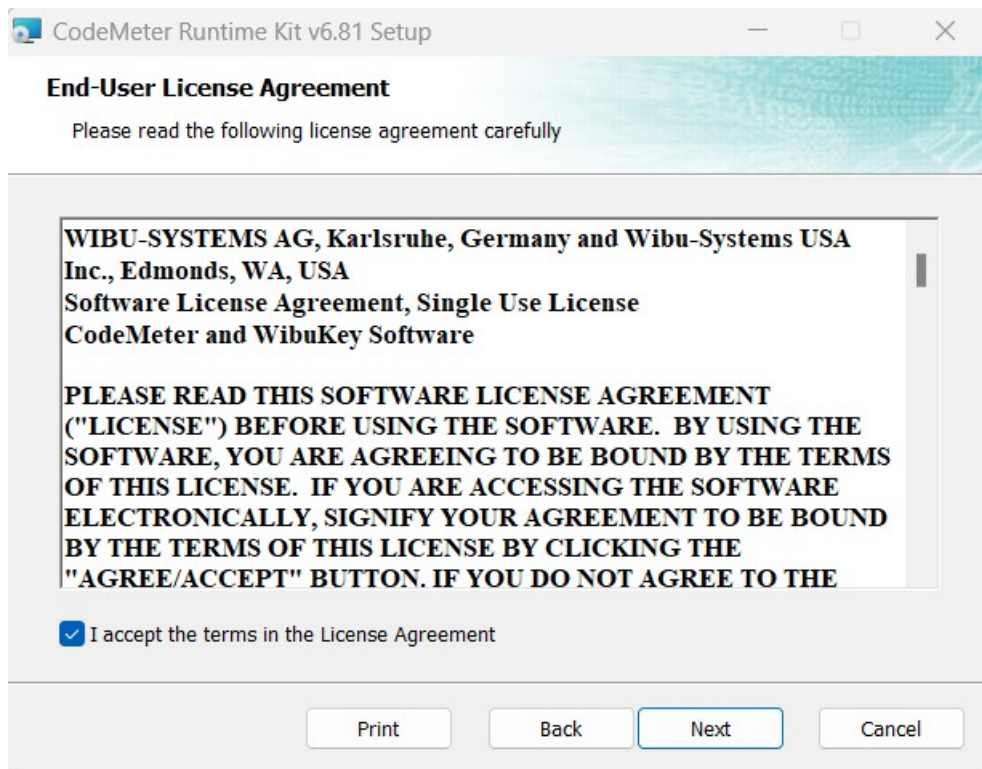 CodeMeter Runtime Kit v6.81 Setup
End-User License Agreement
Please read the following license agreement carefully
WIBU-SYSTEMS AG, Karlsruhe, Germany and Wibu-Systems USA
Inc., Edmonds, WA, USA
Software License Agreement, Single Use License
CodeMeter and WibuKey Software
PLEASE READ THIS SOFTWARE LICENSE AGREEMENT
("LICENSE") BEFORE USING THE SOFTWARE.  BY USING THE
SOFTWARE, YOU ARE AGREEING TO BE BOUND BY THE TERMS
OF THIS LICENSE.  IF YOU ARE ACCESSING THE SOFTWARE
ELECTRONICALLY, SIGNIFY YOUR AGREEMENT TO BE BOUND
BY THE TERMS OF THIS LICENSE BY CLICKING THE
"AGREE/ACCEPT" BUTTON. IF YOU DO NOT AGREE TO THE
I accept the terms in the License Agreement
Print Back Next Cancel